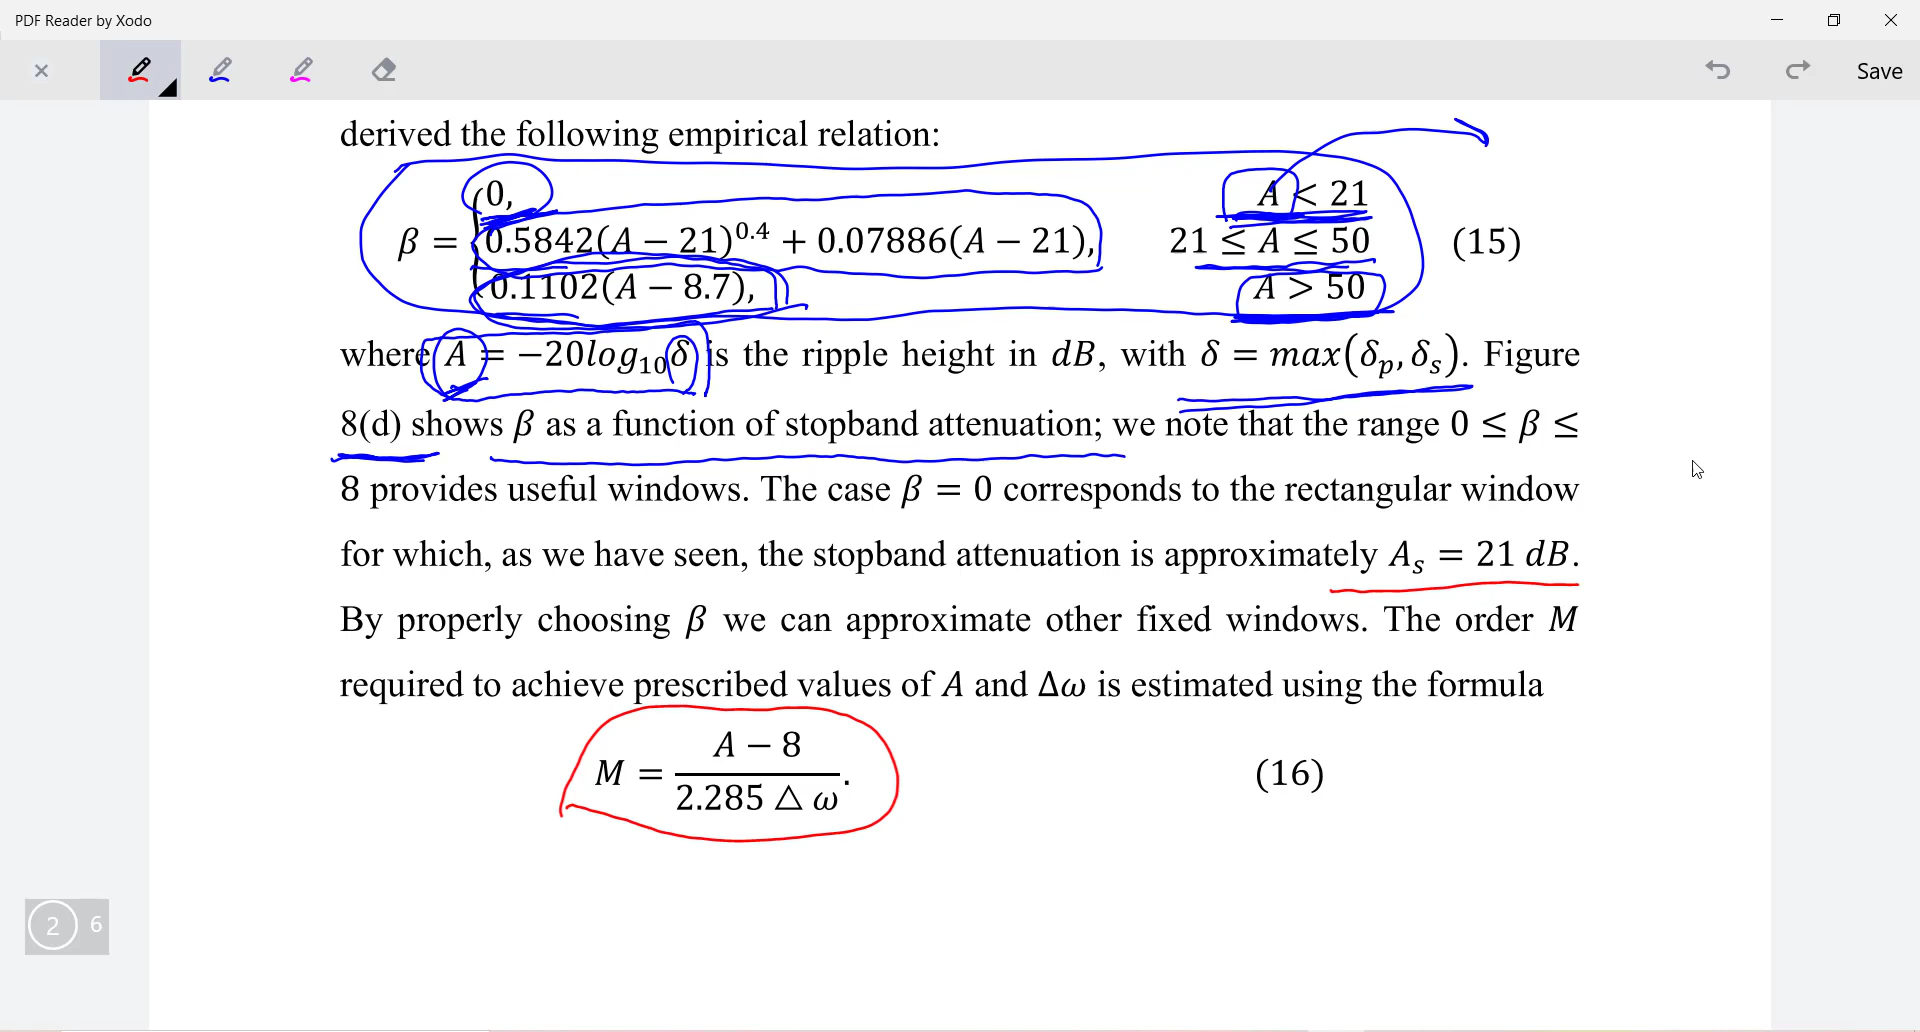 PDF Reader by Xodo
Save
derived the following empirical relation:
0, A < 21
β = 0.5842(A − 21)^0.4 + 0.07886(A − 21), 21 ≤ A ≤ 50 (15)
0.1102(A − 8.7), A > 50
where A = −20log₁₀δ is the ripple height in dB, with δ = max(δₚ, δₛ). Figure
8(d) shows β as a function of stopband attenuation; we note that the range 0 ≤ β ≤
8 provides useful windows. The case β = 0 corresponds to the rectangular window
for which, as we have seen, the stopband attenuation is approximately Aₛ = 21 dB.
By properly choosing β we can approximate other fixed windows. The order M
required to achieve prescribed values of A and Δω is estimated using the formula
A − 8
M = (16)
2.285 △ ω.
2 6